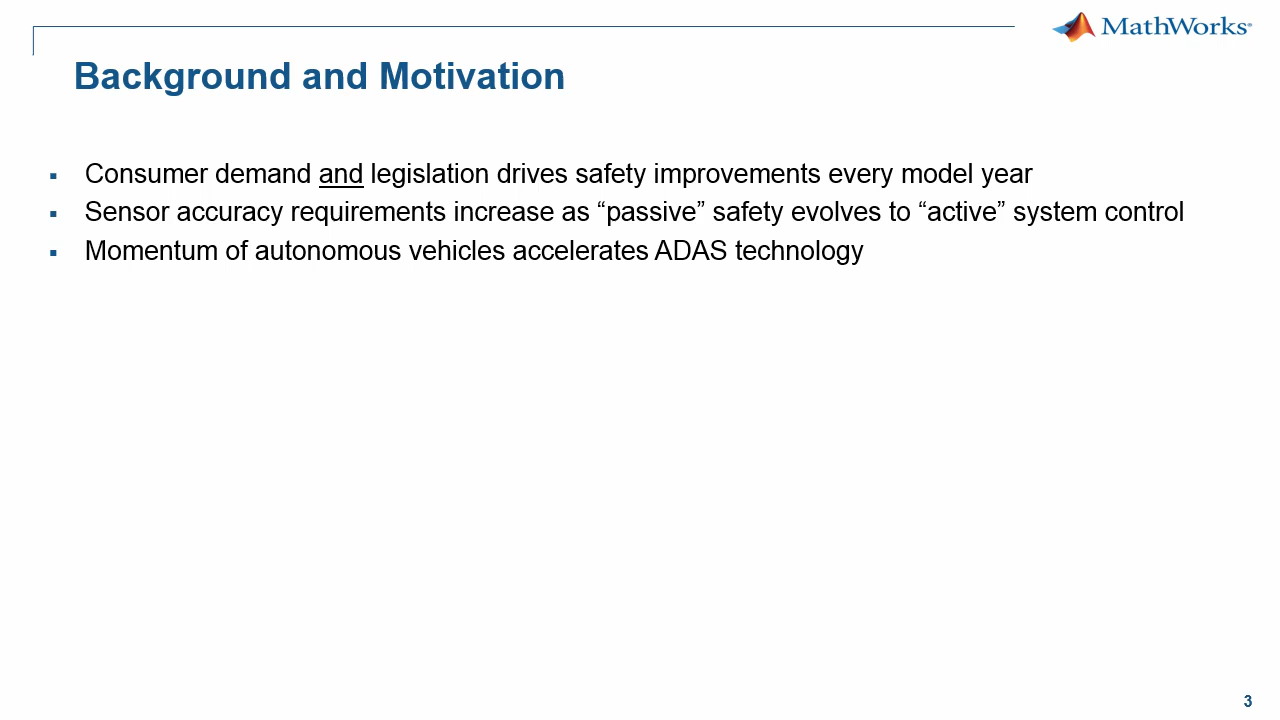 MathWorks®
Background and Motivation
▪ Consumer demand and legislation drives safety improvements every model year
▪ Sensor accuracy requirements increase as “passive” safety evolves to “active” system control
▪ Momentum of autonomous vehicles accelerates ADAS technology
3